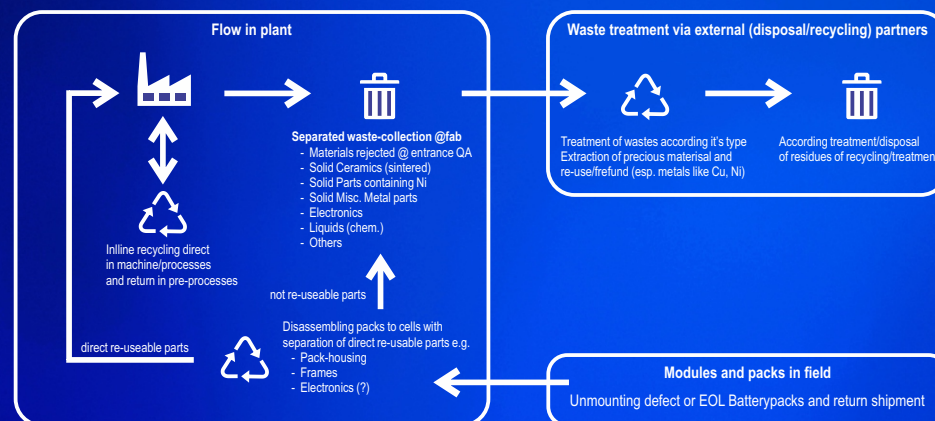 Flow in plant
Separated waste-collection @fab
- Materials rejected @ entrance QA
- Solid Ceramics (sintered)
- Solid Parts containing Ni
- Solid Misc. Metal parts
- Electronics
- Liquids (chem.)
- Others
Inlline recycling direct
in machine/processes
and return in pre-processes
not re-useable parts
direct re-useable parts
Disassembling packs to cells with
separation of direct re-usable parts e.g.
- Pack-housing
- Frames
- Electronics (?)
Waste treatment via external (disposal/recycling) partners
Treatment of wastes according it's type
Extraction of precious materisal and
re-use/frefund (esp. metals like Cu, Ni)
According treatment/disposal
of residues of recycling/treatmen
Modules and packs in field
Unmounting defect or EOL Batterypacks and return shipment